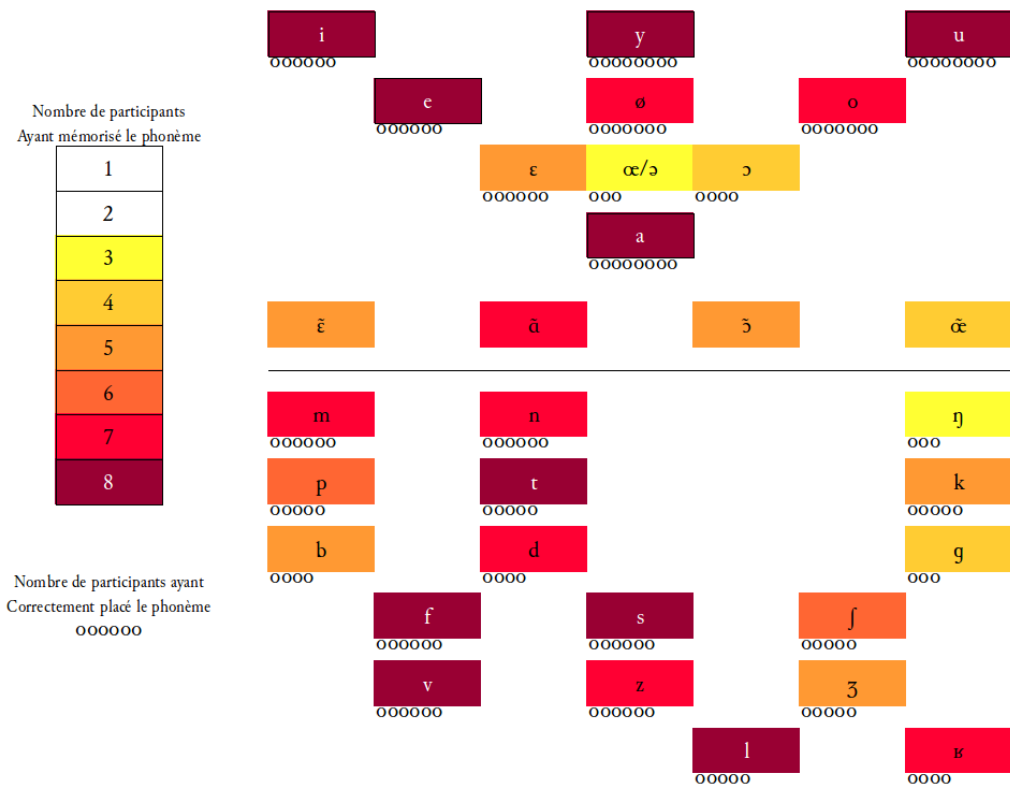 i y u
oooooo oooooooo oooooooo
e ø o
oooooo ooooooo ooooooo
Nombre de participants
Ayant mémorisé le phonème
1
2
3
4
5
6
7
8
ɛ œ/ə ɔ
oooooo ooo oooo
a
oooooooo
ɛ̃ ɑ̃ ɔ̃ œ̃
m n ŋ
oooooo oooooo ooo
p t k
ooooo ooooo ooooo
b d g
oooo oooo ooo
Nombre de participants ayant
Correctement placé le phonème
oooooo
f s ʃ
oooooo oooooo ooooo
v z ʒ
oooooo oooooo ooooo
l ʁ
ooooo oooo